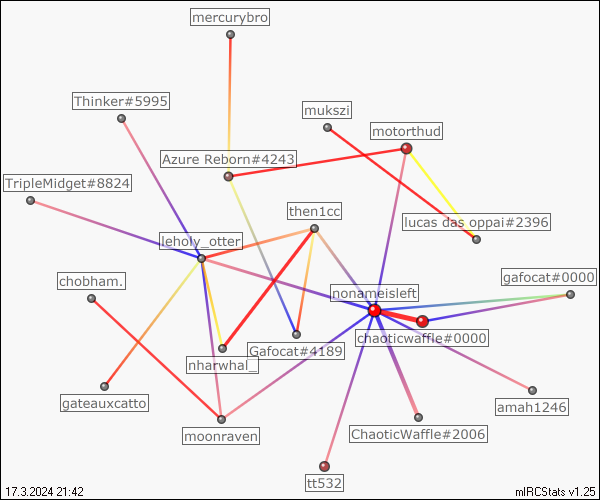 mercurybro
Thinker#5995
mukszi
motorthud
Azure Reborn#4243
TripleMidget#8824
then1cc
lucas das oppai#2396
leholy_otter
chobham.
gafocat#0000
nonameisleft
chaoticwaffle#0000
Gafocat#4189
nharwhal_
gateauxcatto
amah1246
moonraven
ChaoticWaffle#2006
tt532
17.3.2024 21:42
mIRCStats v1.25